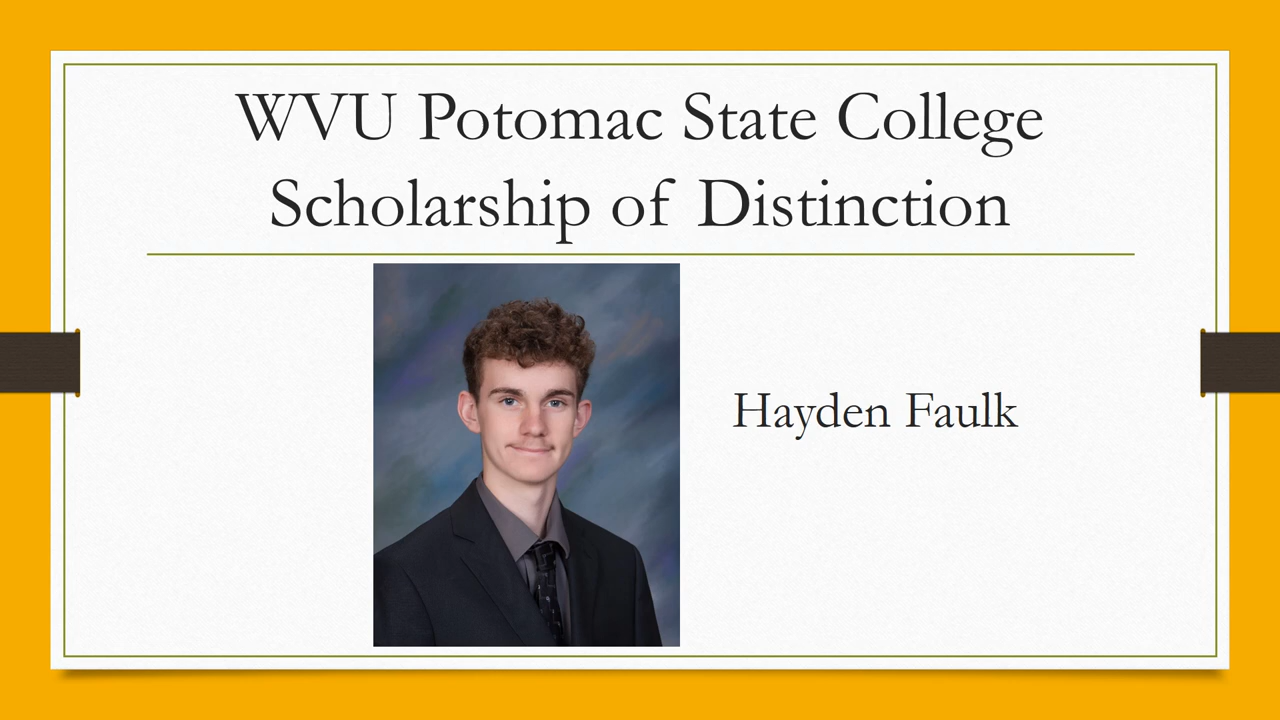 WVU Potomac State College
Scholarship of Distinction
Hayden Faulk